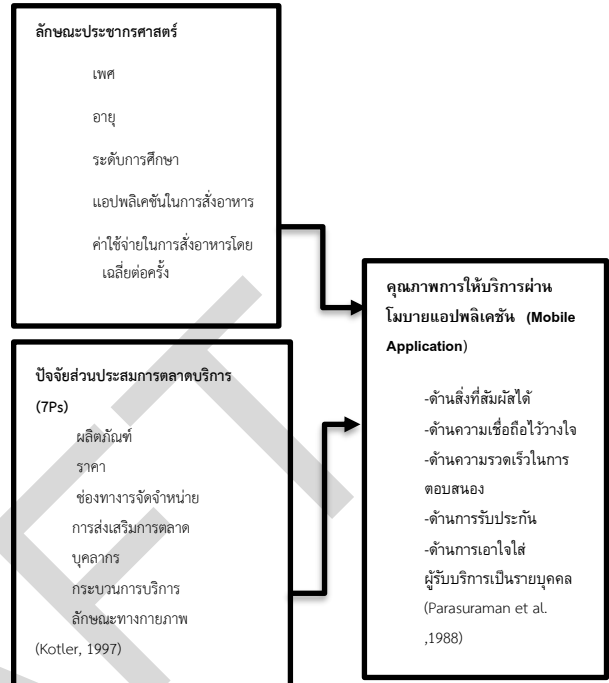 ลักษณะประชากรศาสตร์
เพศ
อายุ
ระดับการศึกษา
แอปพลิเคชันในการสั่งอาหาร
ค่าใช้จ่ายในการสั่งอาหารโดย
เฉลี่ยต่อครั้ง
ปัจจัยส่วนประสมการตลาดบริการ
(7Ps)
ผลิตภัณฑ์
ราคา
ช่องทางารจัดจำหน่าย
การส่งเสริมการตลาด
บุคลากร
กระบวนการบริการ
ลักษณะทางกายภาพ
(Kotler, 1997)
คุณภาพการให้บริการผ่าน
โมบายแอปพลิเคชัน (Mobile
Application)
-ด้านสิ่งที่สัมผัสได้
-ด้านความเชื่อถือไว้วางใจ
-ด้านความรวดเร็วในการ
ตอบสนอง
-ด้านการรับประกัน
-ด้านการเอาใจใส่
ผู้รับบริการเป็นรายบุคคล
(Parasuraman et al.
,1988)